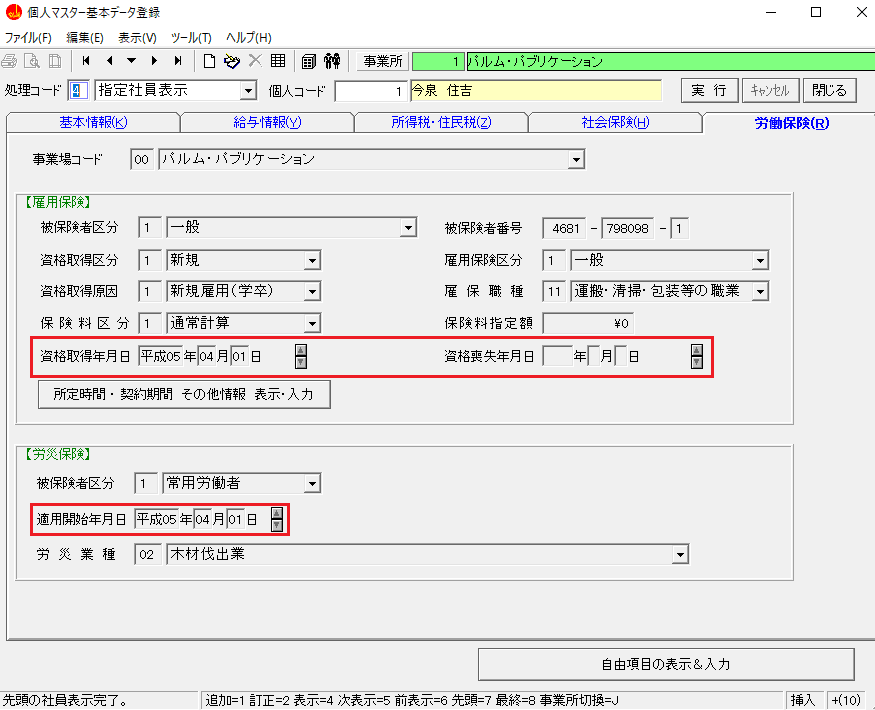 個人マスター基本データ登録
ファイル(F) 編集(E) 表示(V) ツール(T) ヘルプ(H)
事業所 1 パルム・パブリケーション
処理コード 4 指定社員表示 個人コード 1 今泉 住吉 実 行 キャンセル 閉じる
基本情報(K) 給与情報(Y) 所得税・住民税(Z) 社会保険(H) 労働保険(R)
事業場コード 00 パルム・パブリケーション
【雇用保険】
被保険者区分 1 一般 被保険者番号 4681 - 798098 - 1
資格取得区分 1 新規 雇用保険区分 1 一般
資格取得原因 1 新規雇用(学卒) 雇 保 職 種 11 運搬・清掃・包装等の職業
保 険 料 区 分 1 通常計算 保険料指定額 ¥0
資格取得年月日 平成05 年 04 月 01 日 資格喪失年月日 年 月 日
所定時間・契約期間 その他情報 表示・入力
【労災保険】
被保険者区分 1 常用労働者
適用開始年月日 平成05 年 04 月 01 日
労 災 業 種 02 木材伐出業
自由項目の表示&入力
先頭の社員表示完了。 追加=1 訂正=2 表示=4 次表示=5 前表示=6 先頭=7 最終=8 事業所切換=J 挿入 +(10)